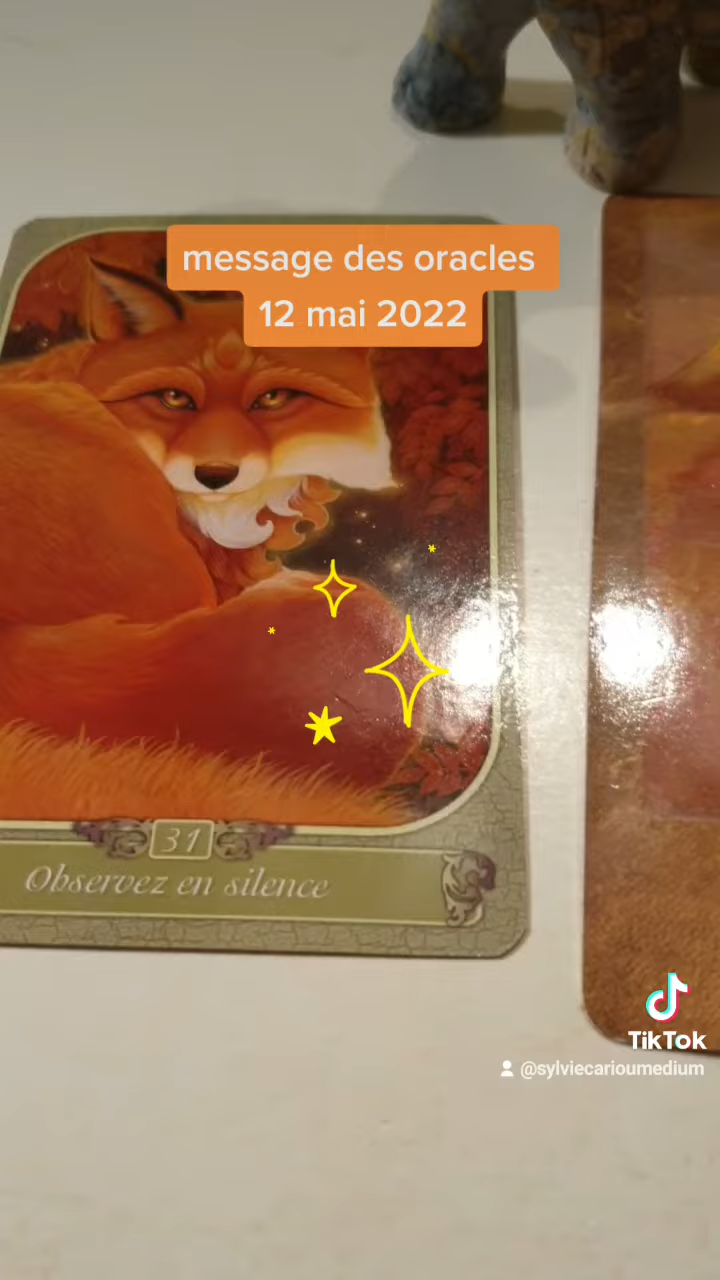 message des oracles
12 mai 2022
31
Observez en silence
TikTok
@sylviecarioumedium